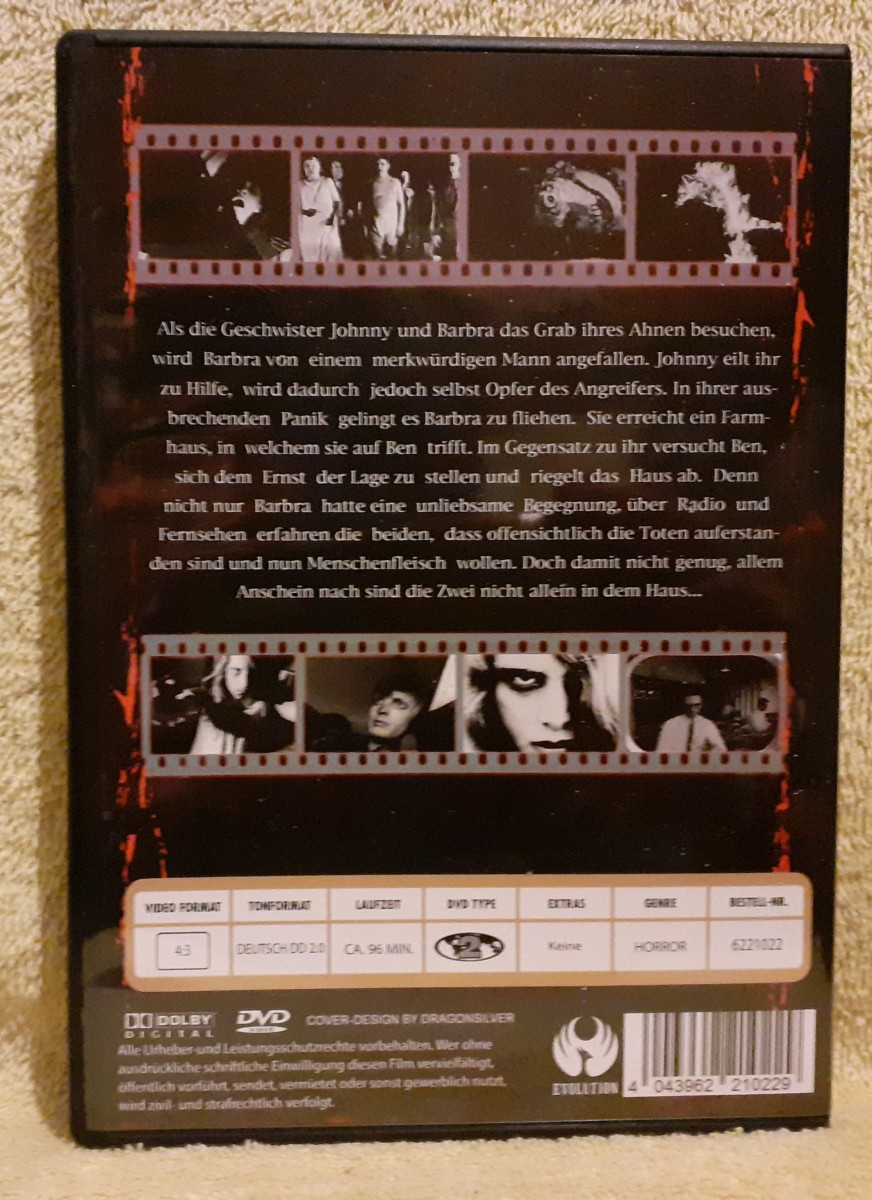 Als die Geschwister Johnny und Barbra das Grab ihres Ahnen besuchen,
wird Barbra von einem merkwürdigen Mann angefallen. Johnny eilt ihr
zu Hilfe, wird dadurch jedoch selbst Opfer des Angreifers. In ihrer aus-
brechenden Panik gelingt es Barbra zu fliehen. Sie erreicht ein Farm-
haus, in welchem sie auf Ben trifft. Im Gegensatz zu ihr versucht Ben,
sich dem Ernst der Lage zu stellen und riegelt das Haus ab. Denn
nicht nur Barbra hatte eine unliebsame Begegnung, über Radio und
Fernsehen erfahren die beiden, dass offensichtlich die Toten auferstan-
den sind und nun Menschenfleisch wollen. Doch damit nicht genug, allem
Anschein nach sind die Zwei nicht allein in dem Haus...
VIDEO FORMAT TONFORMAT LAUFZEIT DVD TYPE EXTRAS GENRE BESTELL-NR.
4:3 DEUTSCH DD 2.0 CA. 96 MIN. 2 Keine HORROR 6221022
DOLBY DIGITAL DVD VIDEO COVER-DESIGN BY DRAGONSILVER
Alle Urheber-und Leistungsschutzrechte vorbehalten. Wer ohne
ausdrückliche schriftliche Einwilligung diesen Film vervielfältigt,
öffentlich vorführt, sendet, vermietet oder sonst gewerblich nutzt,
wird zivil- und strafrechtlich verfolgt.
EVOLUTION
4 043962 210229